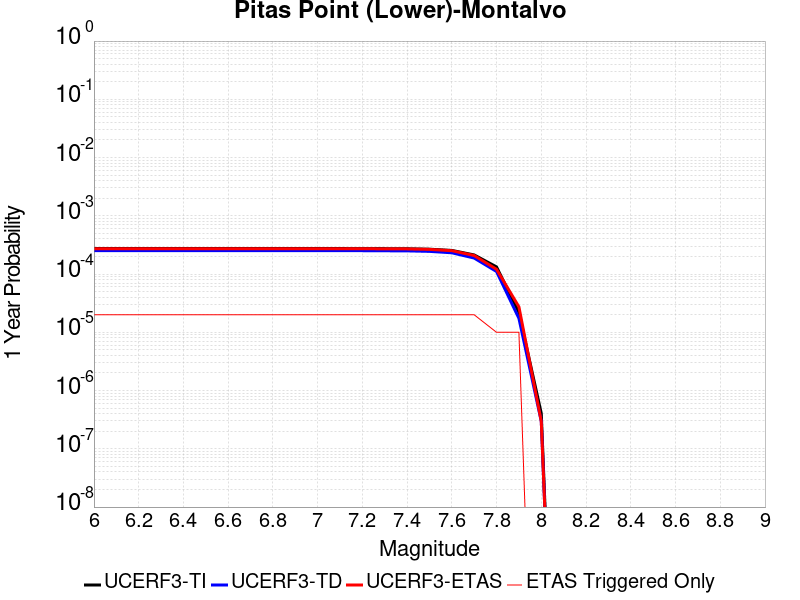 Pitas Point (Lower)-Montalvo
1 Year Probability
10^0
10^-1
10^-2
10^-3
10^-4
10^-5
10^-6
10^-7
10^-8
6 6.2 6.4 6.6 6.8 7 7.2 7.4 7.6 7.8 8 8.2 8.4 8.6 8.8 9
Magnitude
UCERF3-TI UCERF3-TD UCERF3-ETAS ETAS Triggered Only